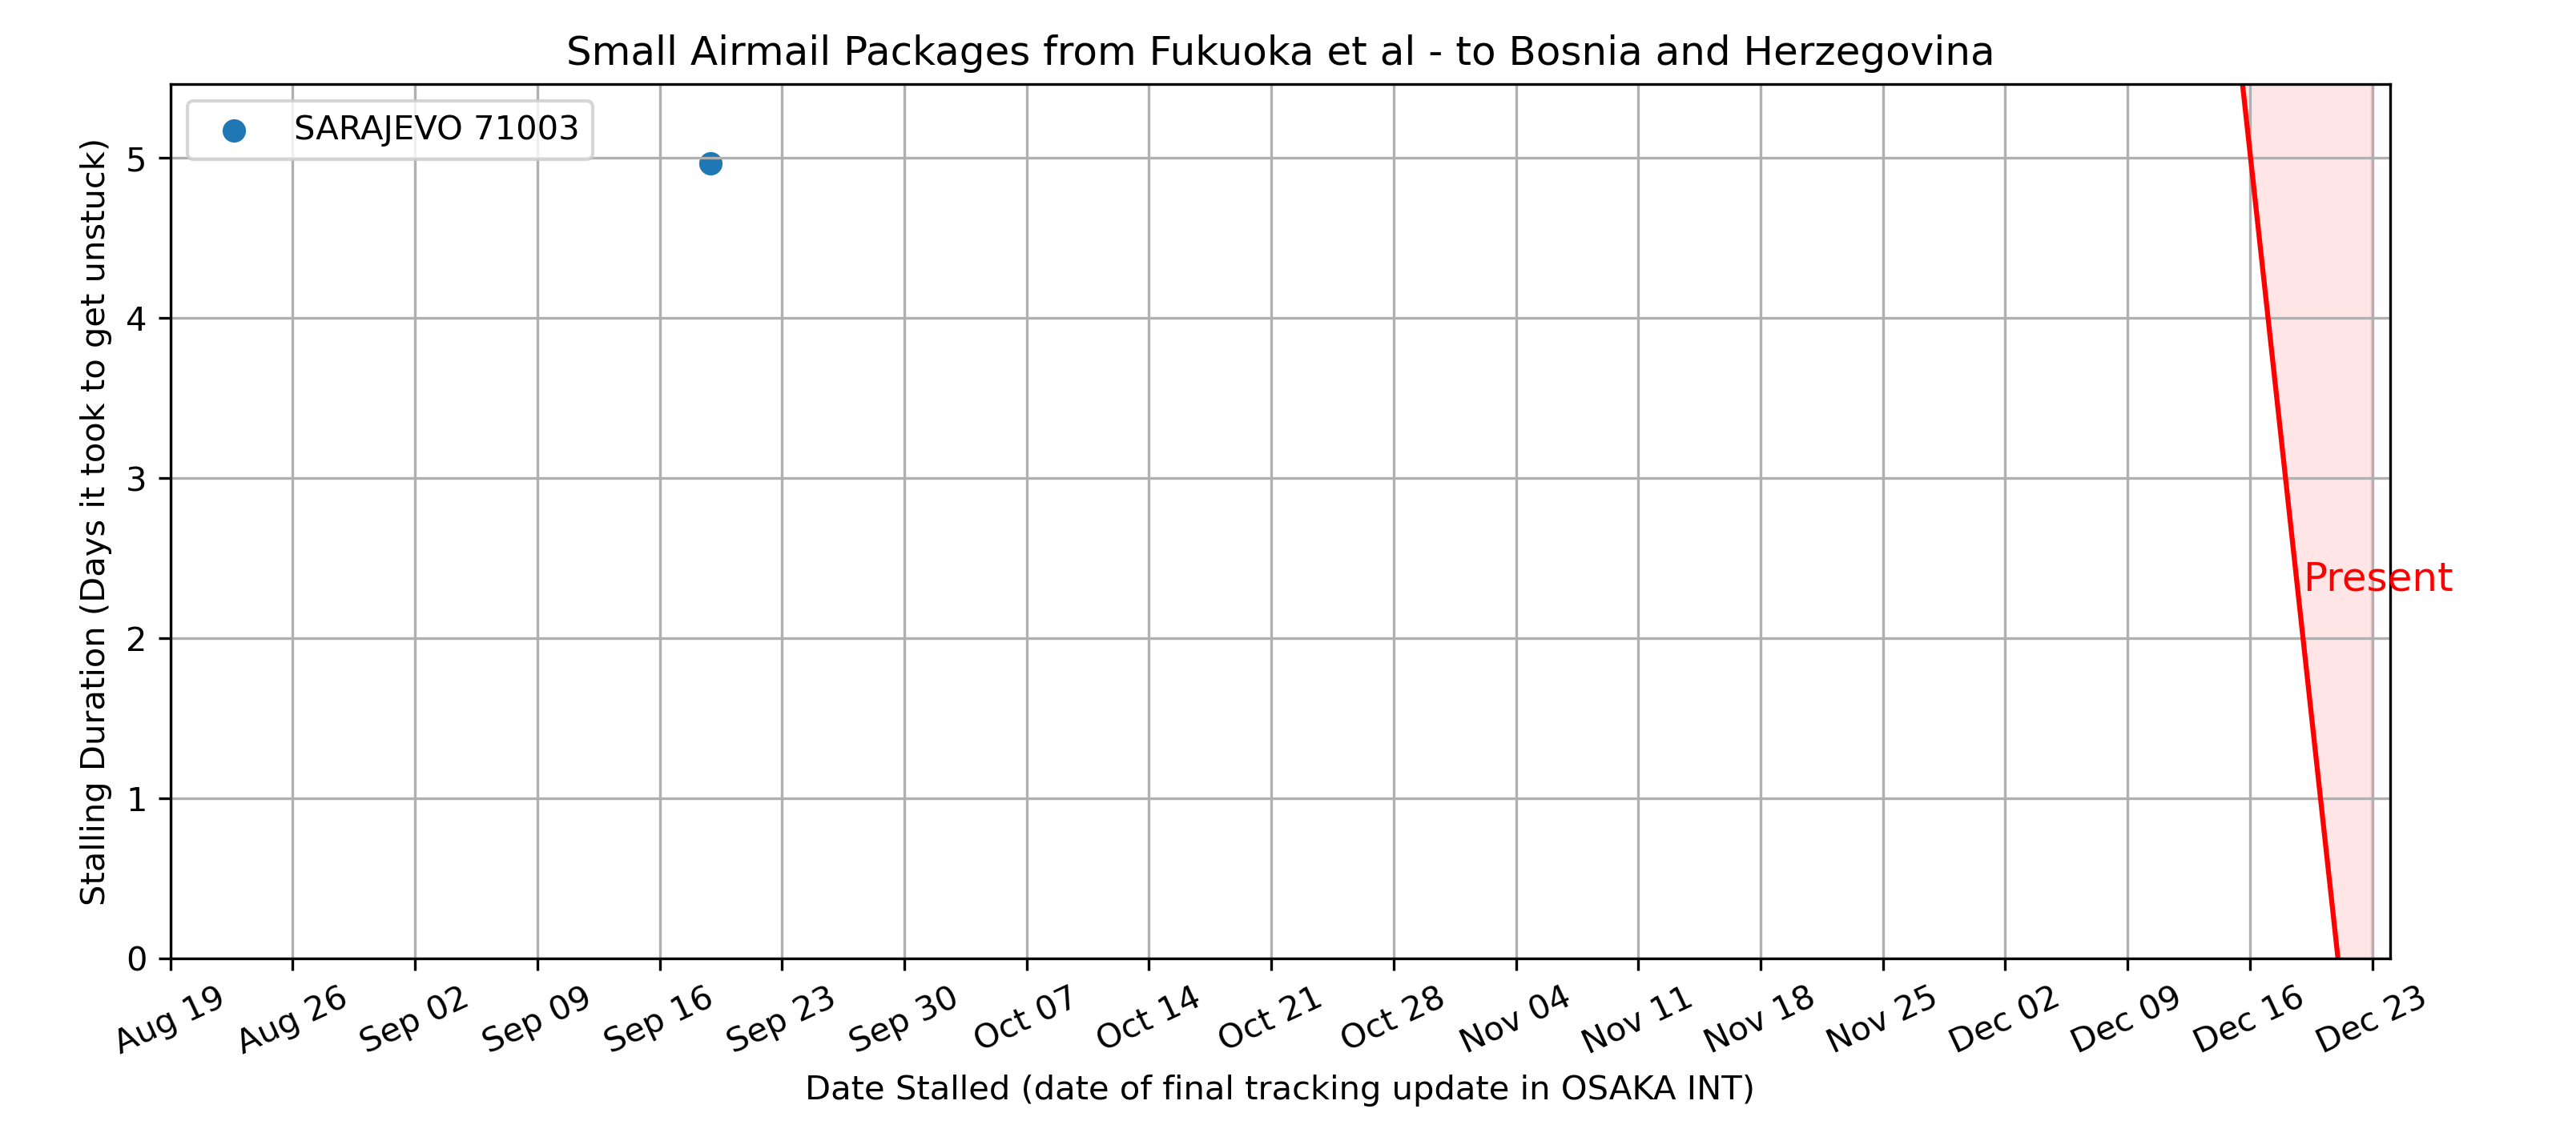 Small Airmail Packages from Fukuoka et al - to Bosnia and Herzegovina
SARAJEVO 71003
Stalling Duration (Days it took to get unstuck)
5
4
3
2
1
0
Present
Aug 19
Aug 26
Sep 02
Sep 09
Sep 16
Sep 23
Sep 30
Oct 07
Oct 14
Oct 21
Oct 28
Nov 04
Nov 11
Nov 18
Nov 25
Dec 02
Dec 09
Dec 16
Dec 23
Date Stalled (date of final tracking update in OSAKA INT)